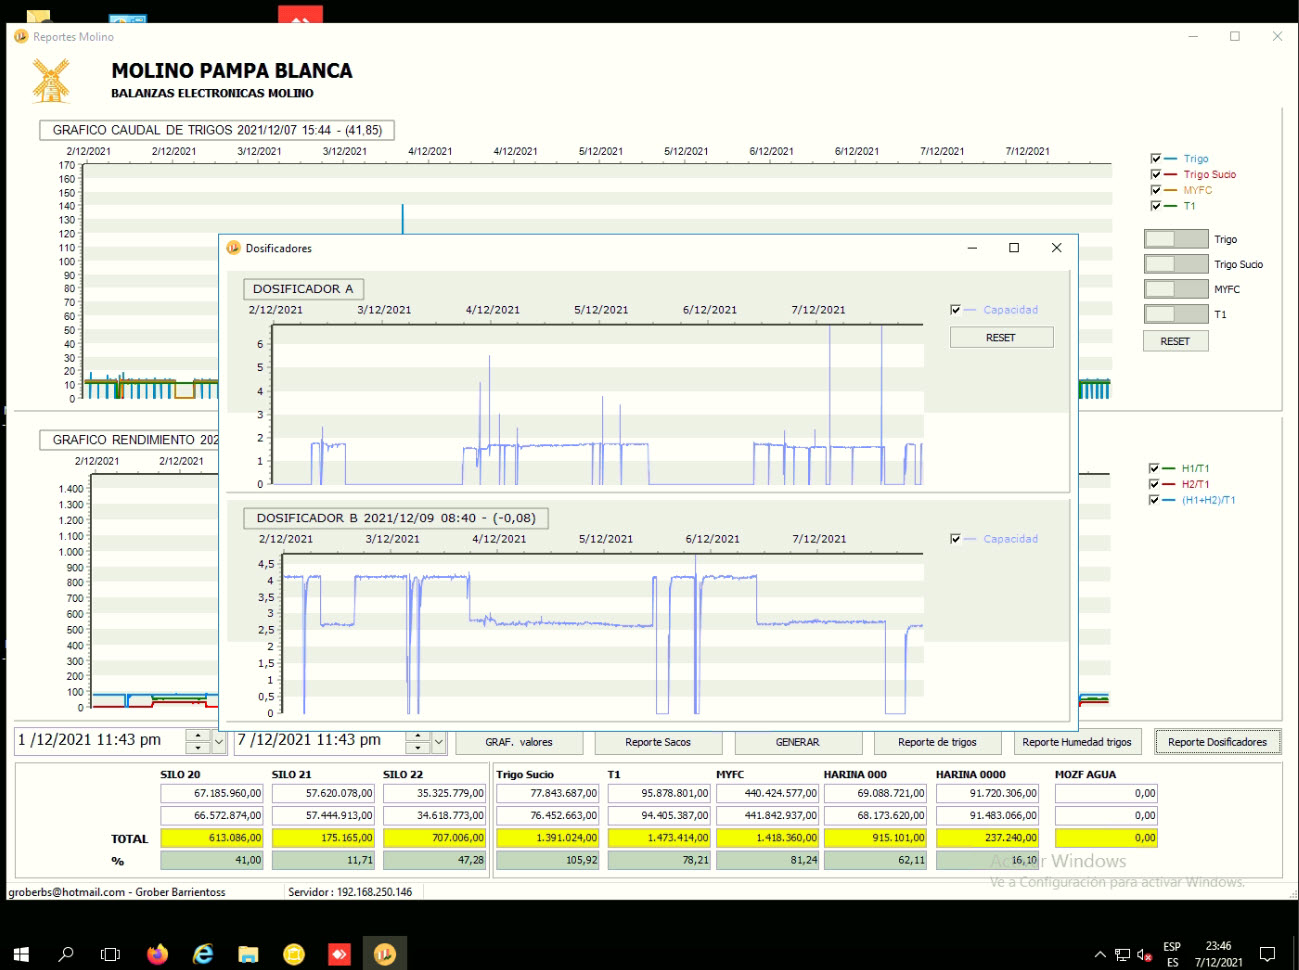 Reportes Molino
MOLINO PAMPA BLANCA
BALANZAS ELECTRONICAS MOLINO
GRAFICO CAUDAL DE TRIGOS 2021/12/07 15:44 - (41,85)
2/12/2021 2/12/2021 3/12/2021 3/12/2021 4/12/2021 4/12/2021 5/12/2021 5/12/2021 6/12/2021 6/12/2021 7/12/2021 7/12/2021
170
160
150
140
130
120
110
100
90
80
70
60
50
40
30
20
10
0
Trigo
Trigo Sucio
MYFC
T1
Trigo
Trigo Sucio
MYFC
T1
RESET
Dosificadores
DOSIFICADOR A
2/12/2021 3/12/2021 4/12/2021 5/12/2021 6/12/2021 7/12/2021
6
5
4
3
2
1
0
Capacidad
RESET
DOSIFICADOR B 2021/12/09 08:40 - (-0,08)
2/12/2021 3/12/2021 4/12/2021 5/12/2021 6/12/2021 7/12/2021
4,5
4
3,5
3
2,5
2
1,5
1
0,5
0
Capacidad
GRAFICO RENDIMIENTO 202
2/12/2021 2/12/2021
1.400
1.300
1.200
1.100
1.000
900
800
700
600
500
400
300
200
100
0
H1/T1
H2/T1
(H1+H2)/T1
1 /12/2021 11:43 pm 7 /12/2021 11:43 pm GRAF. valores Reporte Sacos GENERAR Reporte de trigos Reporte Humedad trigos Reporte Dosificadores
SILO 20 SILO 21 SILO 22 Trigo Sucio T1 MYFC HARINA 000 HARINA 0000 MOZF AGUA
67.185.960,00 57.620.078,00 35.325.779,00 77.843.687,00 95.878.801,00 440.424.577,00 69.088.721,00 91.720.306,00 0,00
66.572.874,00 57.444.913,00 34.618.773,00 76.452.663,00 94.405.387,00 441.842.937,00 68.173.620,00 91.483.066,00 0,00
TOTAL 613.086,00 175.165,00 707.006,00 1.391.024,00 1.473.414,00 1.418.360,00 915.101,00 237.240,00 0,00
% 41,00 11,71 47,28 105,92 78,21 81,24 62,11 16,10
Activar Windows
Ve a Configuración para activar Windows.
groberbs@hotmail.com - Grober Barrientoss Servidor : 192.168.250.146
ESP
ES
23:46
7/12/2021